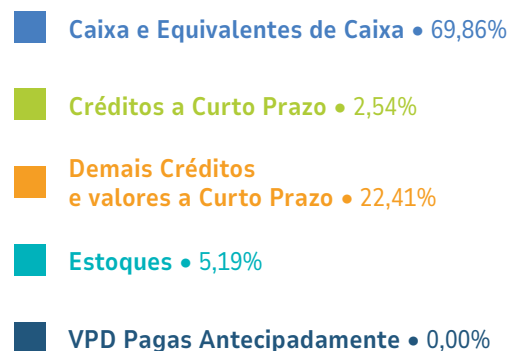 Caixa e Equivalentes de Caixa • 69,86%
Créditos a Curto Prazo • 2,54%
Demais Créditos
e valores a Curto Prazo • 22,41%
Estoques • 5,19%
VPD Pagas Antecipadamente • 0,00%